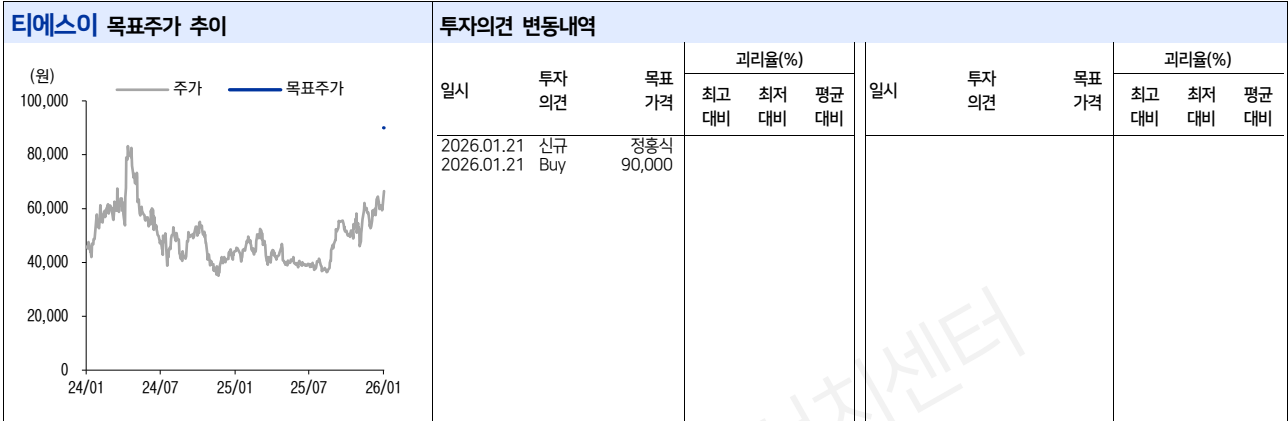 티에스이 목표주가 추이
(원)
주가
목표주가
100,000
80,000
60,000
40,000
20,000
0
24/01
24/07
25/01
25/07
26/01
투자의견 변동내역
일시
투자
의견
목표
가격
괴리율(%)
최고
대비
최저
대비
평균
대비
2026.01.21 신규 정홍식
2026.01.21 Buy 90,000
일시
투자
의견
목표
가격
괴리율(%)
최고
대비
최저
대비
평균
대비
센터